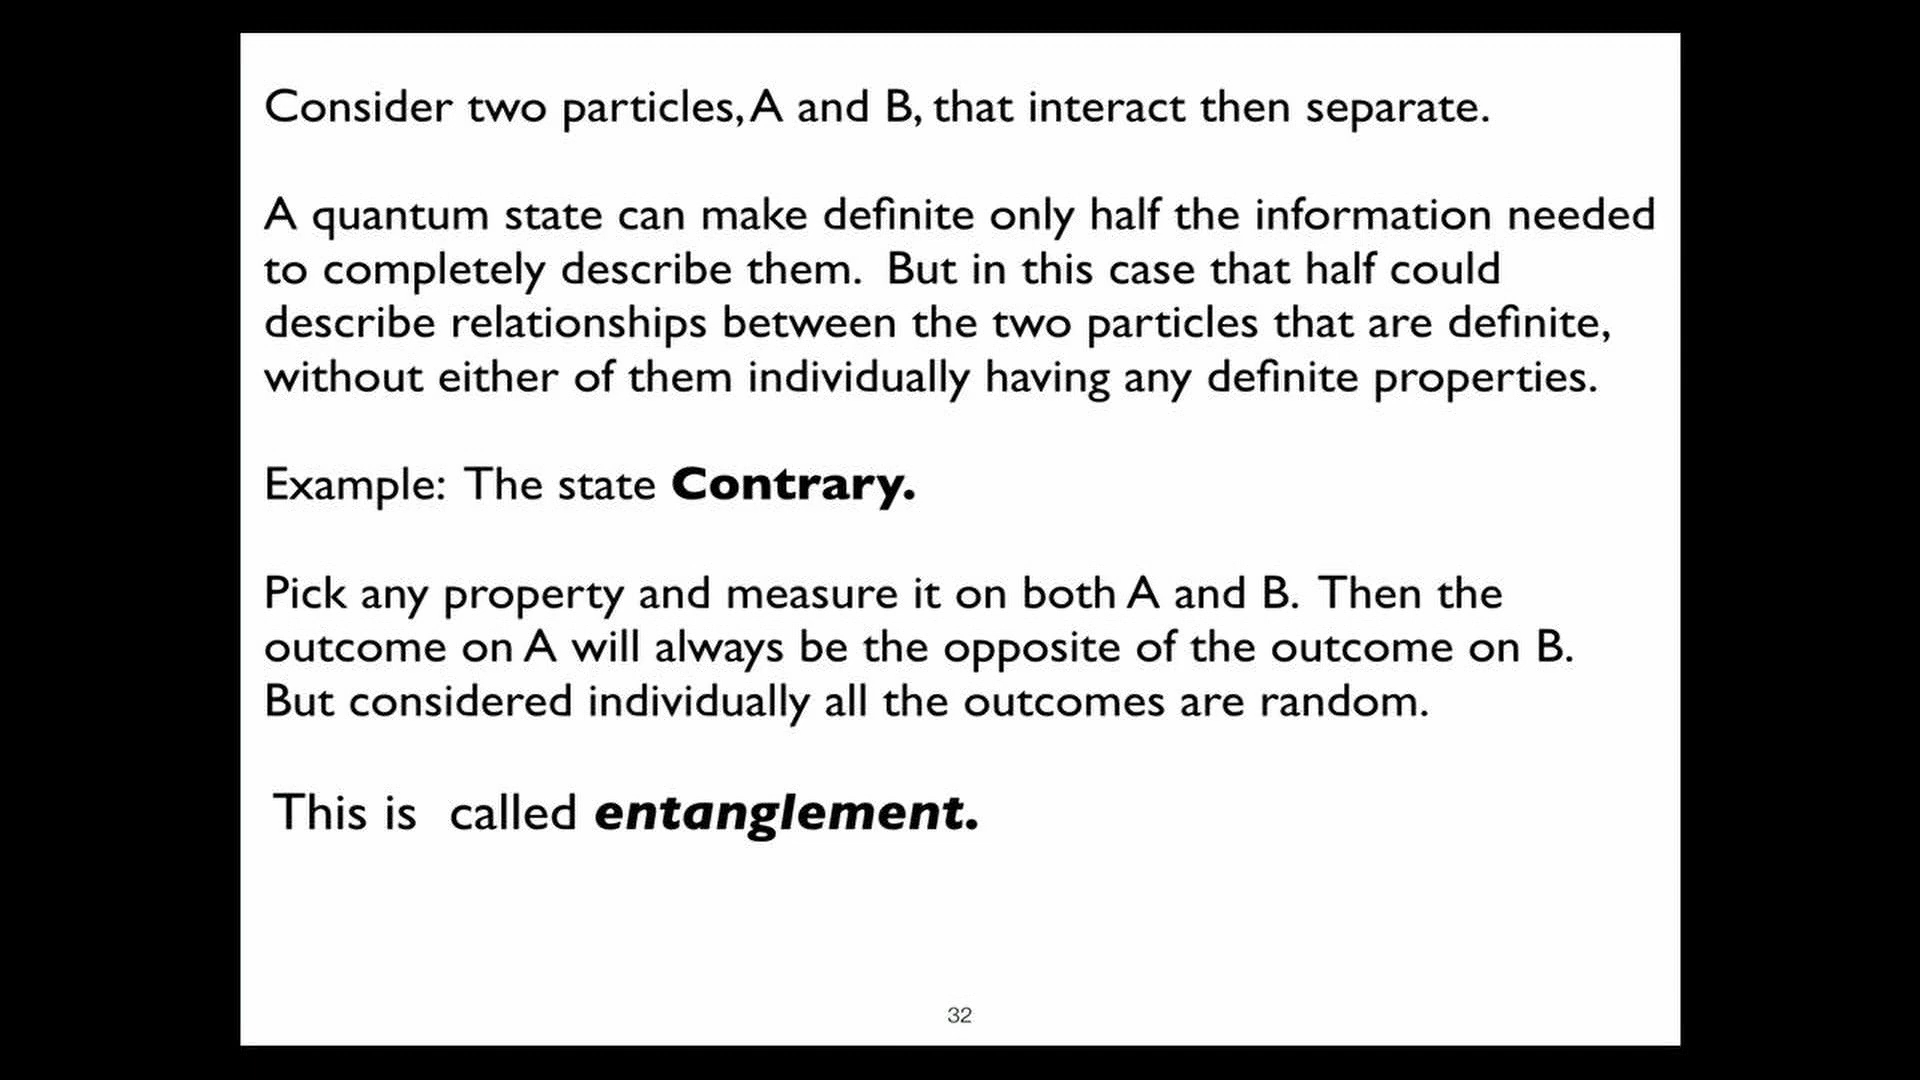 Consider two particles, A and B, that interact then separate.
A quantum state can make definite only half the information needed
to completely describe them.  But in this case that half could
describe relationships between the two particles that are definite,
without either of them individually having any definite properties.
Example:  The state Contrary.
Pick any property and measure it on both A and B.  Then the
outcome on A will always be the opposite of the outcome on B.
But considered individually all the outcomes are random.
This is  called entanglement.
32